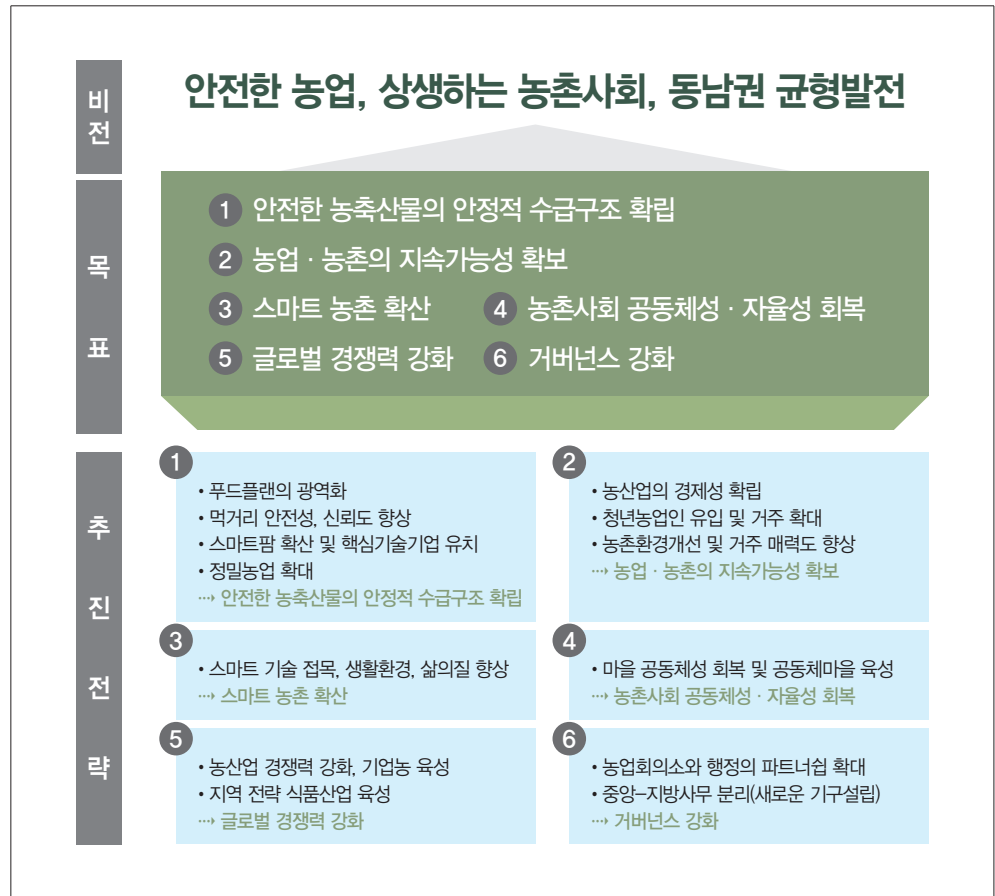 비전
안전한 농업, 상생하는 농촌사회, 동남권 균형발전
목표
1 안전한 농축산물의 안정적 수급구조 확립
2 농업 · 농촌의 지속가능성 확보
3 스마트 농촌 확산
4 농촌사회 공동체성 · 자율성 회복
5 글로벌 경쟁력 강화
6 거버넌스 강화
추진전략
1
• 푸드플랜의 광역화
• 먹거리 안전성, 신뢰도 향상
• 스마트팜 확산 및 핵심기술기업 유치
• 정밀농업 확대
⋯→ 안전한 농축산물의 안정적 수급구조 확립
2
• 농산업의 경제성 확립
• 청년농업인 유입 및 거주 확대
• 농촌환경개선 및 거주 매력도 향상
⋯→ 농업 · 농촌의 지속가능성 확보
3
• 스마트 기술 접목, 생활환경, 삶의질 향상
⋯→ 스마트 농촌 확산
4
• 마을 공동체성 회복 및 공동체마을 육성
⋯→ 농촌사회 공동체성 · 자율성 회복
5
• 농산업 경쟁력 강화, 기업농 육성
• 지역 전략 식품산업 육성
⋯→ 글로벌 경쟁력 강화
6
• 농업회의소와 행정의 파트너쉽 확대
• 중앙–지방사무 분리(새로운 기구설립)
⋯→ 거버넌스 강화